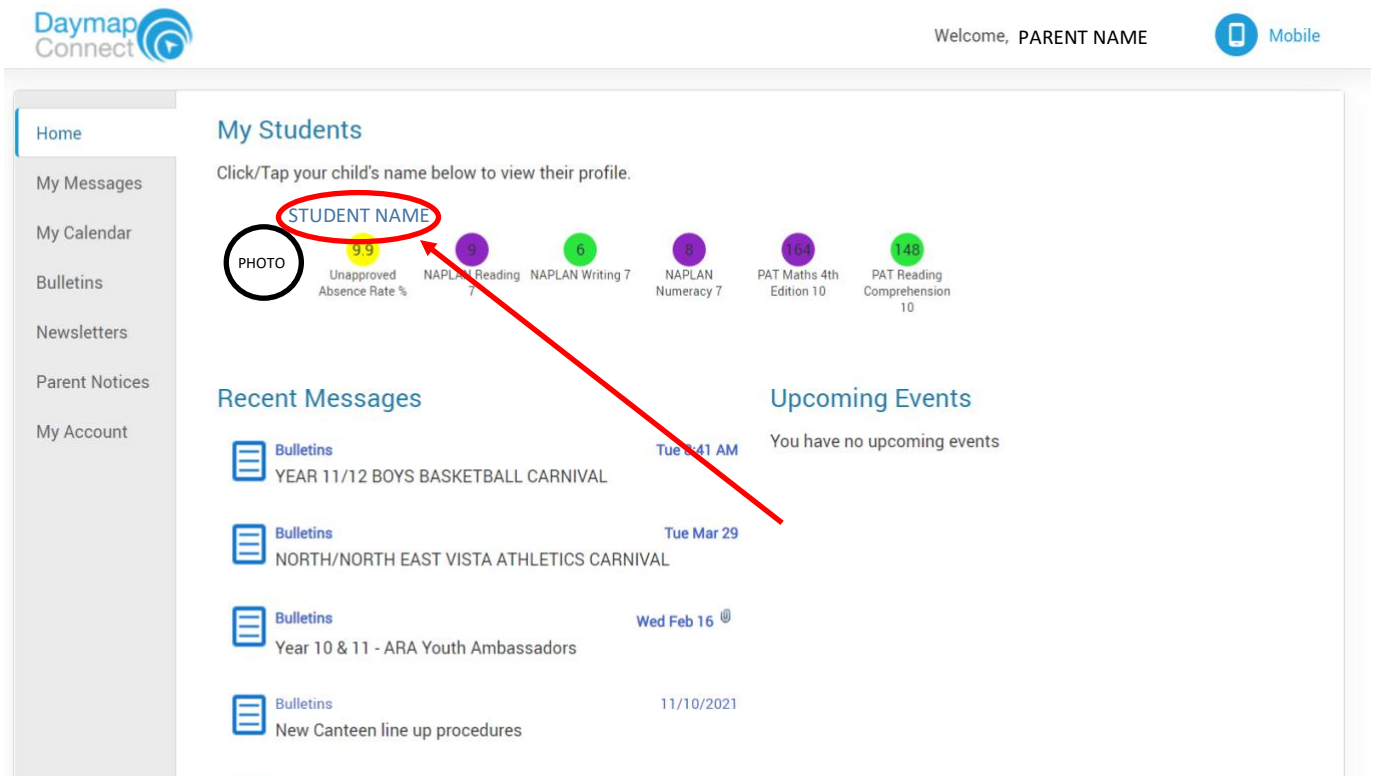 Daymap
Connect
Welcome, PARENT NAME
Mobile
Home
My Messages
My Calendar
Bulletins
Newsletters
Parent Notices
My Account
My Students
Click/Tap your child's name below to view their profile.
STUDENT NAME
PHOTO
9.9
Unapproved
Absence Rate %
9
NAPLAN Reading
7
6
NAPLAN Writing 7
8
NAPLAN
Numeracy 7
164
PAT Maths 4th
Edition 10
148
PAT Reading
Comprehension
10
Recent Messages
Bulletins
Tue 8:41 AM
YEAR 11/12 BOYS BASKETBALL CARNIVAL
Bulletins
Tue Mar 29
NORTH/NORTH EAST VISTA ATHLETICS CARNIVAL
Bulletins
Wed Feb 16
Year 10 & 11 - ARA Youth Ambassadors
Bulletins
11/10/2021
New Canteen line up procedures
Upcoming Events
You have no upcoming events